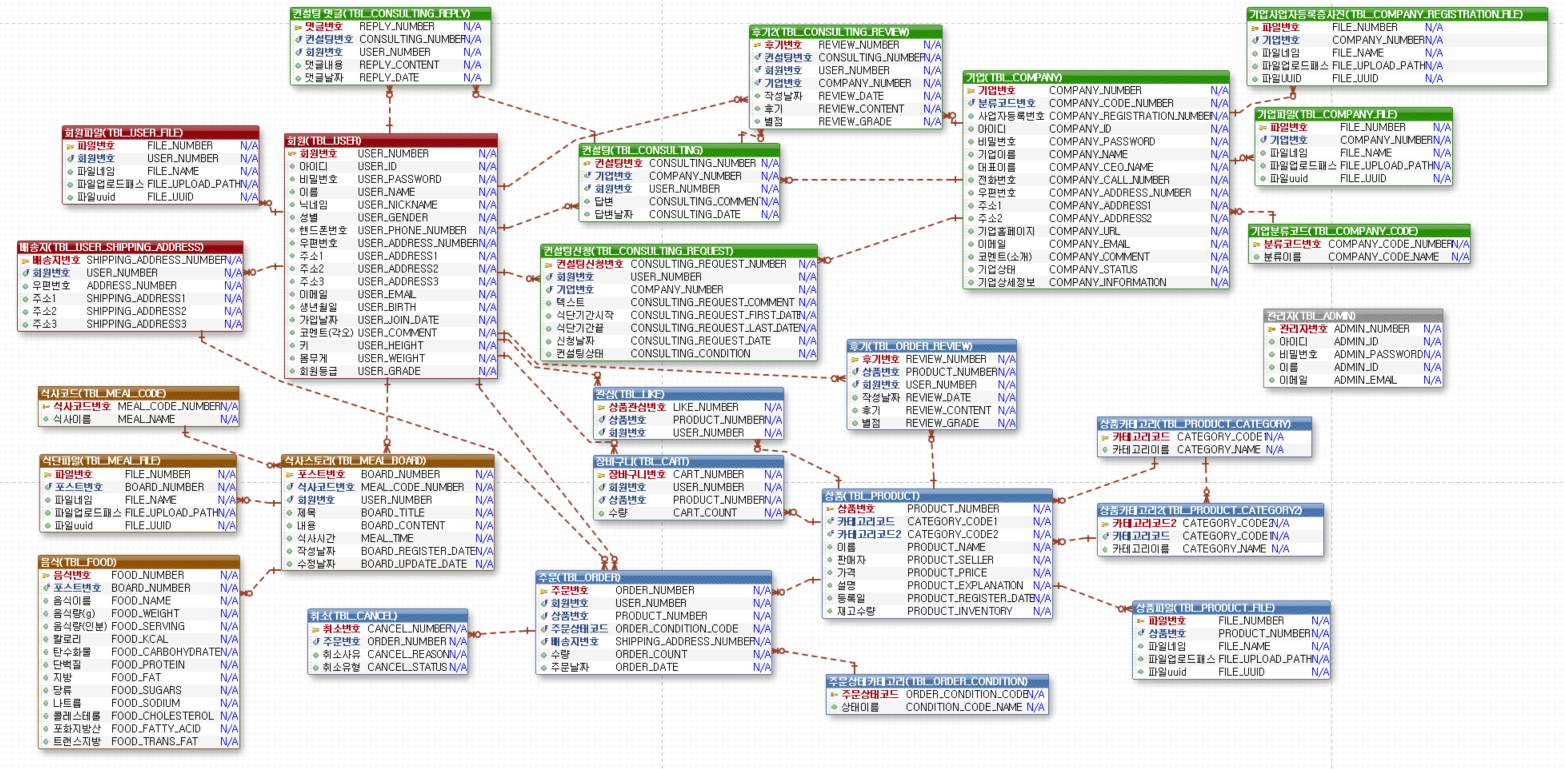 컨설팅 댓글(TBL_CONSULTING_REPLY)
댓글번호 REPLY_NUMBER N/A
컨설팅번호 CONSULTING_NUMBER N/A
회원번호 USER_NUMBER N/A
댓글내용 REPLY_CONTENT N/A
댓글날짜 REPLY_DATE N/A
후기2(TBL_CONSULTING_REVIEW)
후기번호 REVIEW_NUMBER N/A
컨설팅번호 CONSULTING_NUMBER N/A
회원번호 USER_NUMBER N/A
기업번호 COMPANY_NUMBER N/A
작성날짜 REVIEW_DATE N/A
후기 REVIEW_CONTENT N/A
별점 REVIEW_GRADE N/A
기업사업자등록증사진(TBL_COMPANY_REGISTRATION_FILE)
파일번호 FILE_NUMBER N/A
기업번호 COMPANY_NUMBER N/A
파일네임 FILE_NAME N/A
파일업로드패스 FILE_UPLOAD_PATH N/A
파일UUID FILE_UUID N/A
기업(TBL_COMPANY)
기업번호 COMPANY_NUMBER N/A
분류코드번호 COMPANY_CODE_NUMBER N/A
사업자등록번호 COMPANY_REGISTRATION_NUMBER N/A
아이디 COMPANY_ID N/A
비밀번호 COMPANY_PASSWORD N/A
기업이름 COMPANY_NAME N/A
대표이름 COMPANY_CEO_NAME N/A
전화번호 COMPANY_CALL_NUMBER N/A
우편번호 COMPANY_ADDRESS_NUMBER N/A
주소1 COMPANY_ADDRESS1 N/A
주소2 COMPANY_ADDRESS2 N/A
기업홈페이지 COMPANY_URL N/A
이메일 COMPANY_EMAIL N/A
코멘트(소개) COMPANY_COMMENT N/A
기업상태 COMPANY_STATUS N/A
기업상세정보 COMPANY_INFORMATION N/A
기업파일(TBL_COMPANY_FILE)
파일번호 FILE_NUMBER N/A
기업번호 COMPANY_NUMBER N/A
파일네임 FILE_NAME N/A
파일업로드패스 FILE_UPLOAD_PATH N/A
파일uuid FILE_UUID N/A
회원파일(TBL_USER_FILE)
파일번호 FILE_NUMBER N/A
회원번호 USER_NUMBER N/A
파일네임 FILE_NAME N/A
파일업로드패스 FILE_UPLOAD_PATH N/A
파일uuid FILE_UUID N/A
회원(TBL_USER)
회원번호 USER_NUMBER N/A
아이디 USER_ID N/A
비밀번호 USER_PASSWORD N/A
이름 USER_NAME N/A
닉네임 USER_NICKNAME N/A
성별 USER_GENDER N/A
핸드폰번호 USER_PHONE_NUMBER N/A
우편번호 USER_ADDRESS_NUMBER N/A
주소1 USER_ADDRESS1 N/A
주소2 USER_ADDRESS2 N/A
주소3 USER_ADDRESS3 N/A
이메일 USER_EMAIL N/A
생년월일 USER_BIRTH N/A
가입날짜 USER_JOIN_DATE N/A
코멘트(각오) USER_COMMENT N/A
키 USER_HEIGHT N/A
몸무게 USER_WEIGHT N/A
회원등급 USER_GRADE N/A
컨설팅(TBL_CONSULTING)
컨설팅번호 CONSULTING_NUMBER N/A
기업번호 COMPANY_NUMBER N/A
회원번호 USER_NUMBER N/A
답변 CONSULTING_COMMENT N/A
답변날짜 CONSULTING_DATE N/A
기업분류코드(TBL_COMPANY_CODE)
분류코드번호 COMPANY_CODE_NUMBER N/A
분류이름 COMPANY_CODE_NAME N/A
배송지(TBL_USER_SHIPPING_ADDRESS)
배송지번호 SHIPPING_ADDRESS_NUMBER N/A
회원번호 USER_NUMBER N/A
우편번호 ADDRESS_NUMBER N/A
주소1 SHIPPING_ADDRESS1 N/A
주소2 SHIPPING_ADDRESS2 N/A
주소3 SHIPPING_ADDRESS3 N/A
컨설팅신청(TBL_CONSULTING_REQUEST)
컨설팅신청번호 CONSULTING_REQUEST_NUMBER N/A
회원번호 USER_NUMBER N/A
기업번호 COMPANY_NUMBER N/A
텍스트 CONSULTING_REQUEST_COMMENT N/A
식단기간시작 CONSULTING_REQUEST_FIRST_DATE N/A
식단기간끝 CONSULTING_REQUEST_LAST_DATE N/A
신청날짜 CONSULTING_REQUEST_DATE N/A
컨설팅상태 CONSULTING_CONDITION N/A
관리자(TBL_ADMIN)
관리자번호 ADMIN_NUMBER N/A
아이디 ADMIN_ID N/A
비밀번호 ADMIN_PASSWORD N/A
이름 ADMIN_ID N/A
이메일 ADMIN_EMAIL N/A
후기(TBL_ORDER_REVIEW)
후기번호 REVIEW_NUMBER N/A
상품번호 PRODUCT_NUMBER N/A
회원번호 USER_NUMBER N/A
작성날짜 REVIEW_DATE N/A
후기 REVIEW_CONTENT N/A
별점 REVIEW_GRADE N/A
식사코드(TBL_MEAL_CODE)
식사코드번호 MEAL_CODE_NUMBER N/A
식사이름 MEAL_NAME N/A
관심(TBL_LIKE)
상품관심번호 LIKE_NUMBER N/A
상품번호 PRODUCT_NUMBER N/A
회원번호 USER_NUMBER N/A
상품카테고리(TBL_PRODUCT_CATEGORY)
카테고리코드 CATEGORY_CODE1 N/A
카테고리이름 CATEGORY_NAME N/A
식단파일(TBL_MEAL_FILE)
파일번호 FILE_NUMBER N/A
포스트번호 BOARD_NUMBER N/A
파일네임 FILE_NAME N/A
파일업로드패스 FILE_UPLOAD_PATH N/A
파일uuid FILE_UUID N/A
식사스토리(TBL_MEAL_BOARD)
포스트번호 BOARD_NUMBER N/A
식사코드번호 MEAL_CODE_NUMBER N/A
회원번호 USER_NUMBER N/A
제목 BOARD_TITLE N/A
내용 BOARD_CONTENT N/A
식사시간 MEAL_TIME N/A
작성날짜 BOARD_REGISTER_DATE N/A
수정날짜 BOARD_UPDATE_DATE N/A
장바구니(TBL_CART)
장바구니번호 CART_NUMBER N/A
회원번호 USER_NUMBER N/A
상품번호 PRODUCT_NUMBER N/A
수량 CART_COUNT N/A
상품(TBL_PRODUCT)
상품번호 PRODUCT_NUMBER N/A
카테고리코드 CATEGORY_CODE1 N/A
카테고리코드2 CATEGORY_CODE2 N/A
이름 PRODUCT_NAME N/A
판매자 PRODUCT_SELLER N/A
가격 PRODUCT_PRICE N/A
설명 PRODUCT_EXPLANATION N/A
등록일 PRODUCT_REGISTER_DATE N/A
재고수량 PRODUCT_INVENTORY N/A
상품카테고리2(TBL_PRODUCT_CATEGORY2)
카테고리코드2 CATEGORY_CODE2 N/A
카테고리코드 CATEGORY_CODE1 N/A
카테고리이름 CATEGORY_NAME N/A
음식(TBL_FOOD)
음식번호 FOOD_NUMBER N/A
포스트번호 BOARD_NUMBER N/A
음식이름 FOOD_NAME N/A
음식량(g) FOOD_WEIGHT N/A
음식량(인분) FOOD_SERVING N/A
칼로리 FOOD_KCAL N/A
탄수화물 FOOD_CARBOHYDRATE N/A
단백질 FOOD_PROTEIN N/A
지방 FOOD_FAT N/A
당류 FOOD_SUGARS N/A
나트륨 FOOD_SODIUM N/A
콜레스테롤 FOOD_CHOLESTEROL N/A
포화지방산 FOOD_FATTY_ACID N/A
트랜스지방 FOOD_TRANS_FAT N/A
주문(TBL_ORDER)
주문번호 ORDER_NUMBER N/A
회원번호 USER_NUMBER N/A
상품번호 PRODUCT_NUMBER N/A
주문상태코드 ORDER_CONDITION_CODE N/A
배송지번호 SHIPPING_ADDRESS_NUMBER N/A
수량 ORDER_COUNT N/A
주문날짜 ORDER_DATE N/A
취소(TBL_CANCEL)
취소번호 CANCEL_NUMBER N/A
주문번호 ORDER_NUMBER N/A
취소사유 CANCEL_REASON N/A
취소유형 CANCEL_STATUS N/A
상품파일(TBL_PRODUCT_FILE)
파일번호 FILE_NUMBER N/A
상품번호 PRODUCT_NUMBER N/A
파일네임 FILE_NAME N/A
파일업로드패스 FILE_UPLOAD_PATH N/A
파일uuid FILE_UUID N/A
주문상태카테고리(TBL_ORDER_CONDITION)
주문상태코드 ORDER_CONDITION_CODE N/A
상태이름 CONDITION_CODE_NAME N/A